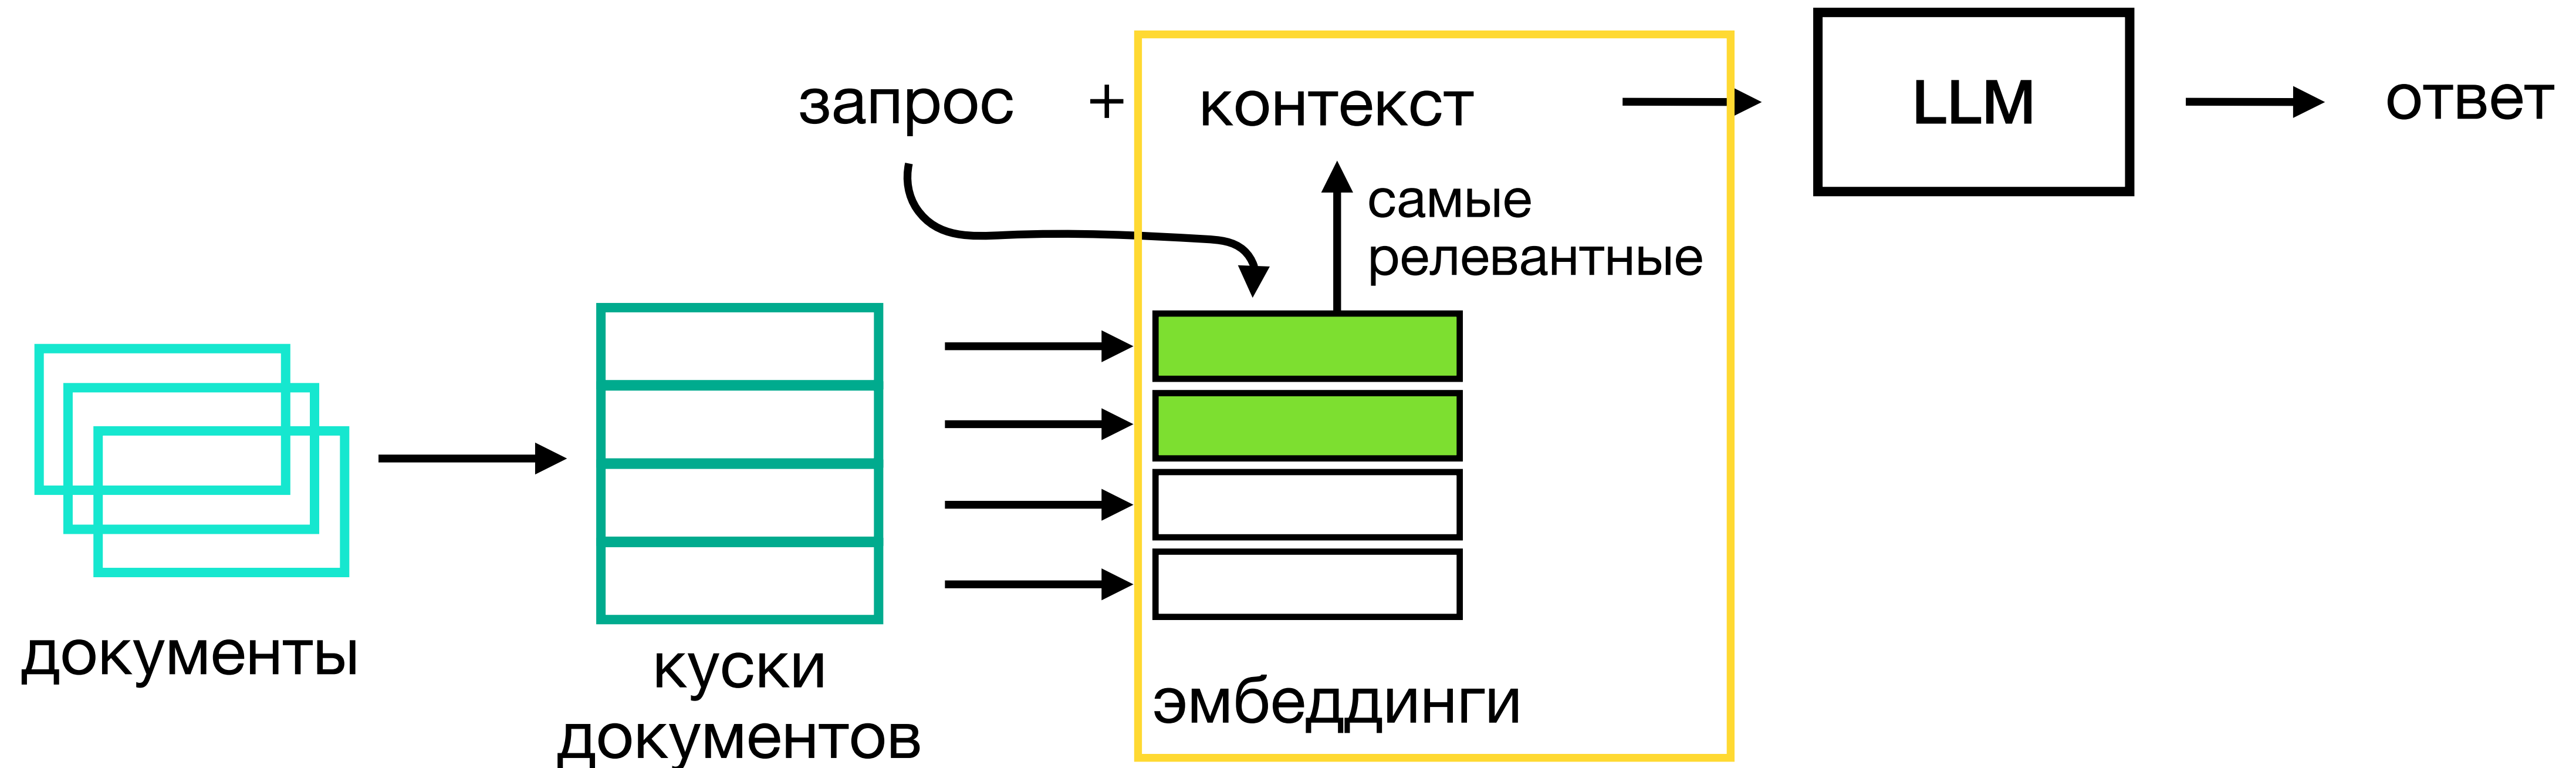 запрос + контекст
LLM
ответ
самые
релевантные
документы
куски
документов
эмбеддинги